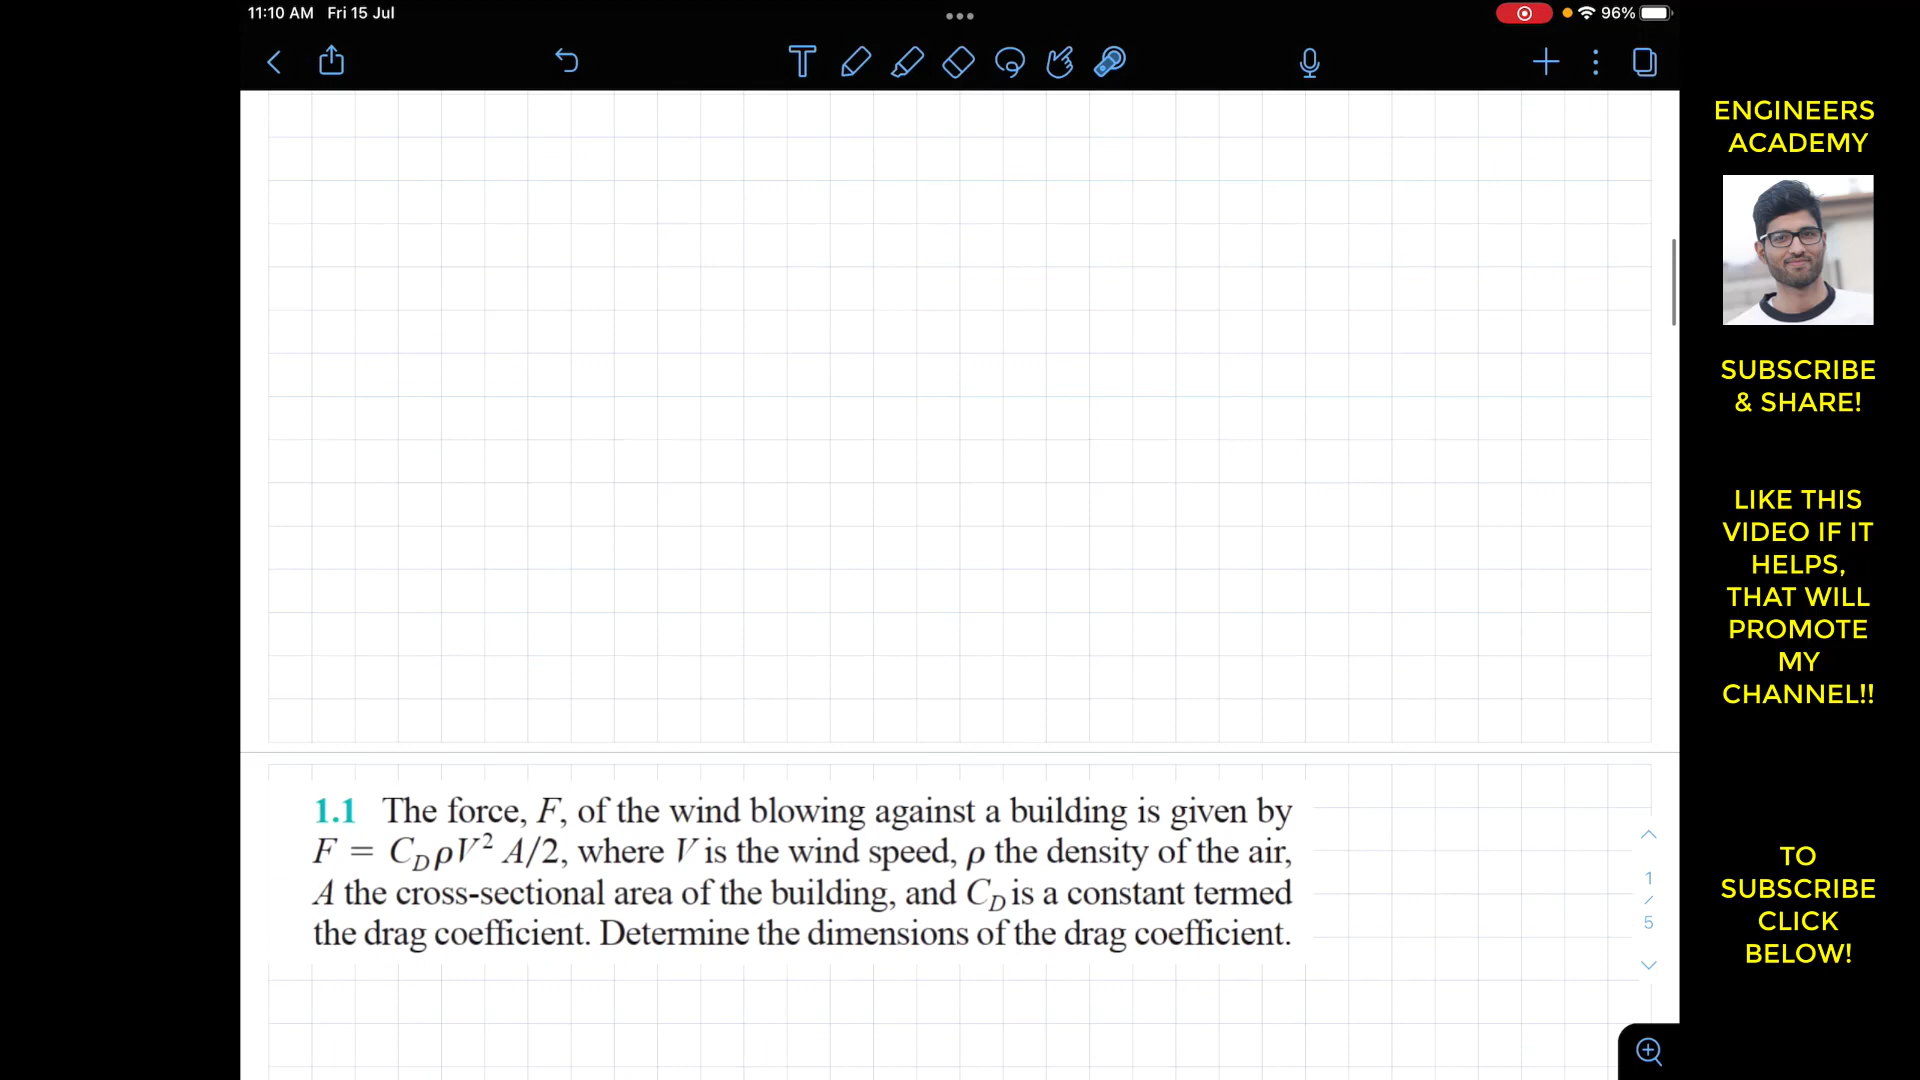 11:10 AM Fri 15 Jul
96%
ENGINEERS
ACADEMY
SUBSCRIBE
& SHARE!
LIKE THIS
VIDEO IF IT
HELPS,
THAT WILL
PROMOTE
MY
CHANNEL!!
TO
SUBSCRIBE
CLICK
BELOW!
1.1 The force, F, of the wind blowing against a building is given by
F = C_D ρV² A/2, where V is the wind speed, ρ the density of the air,
A the cross-sectional area of the building, and C_D is a constant termed
the drag coefficient. Determine the dimensions of the drag coefficient.
1
/
5